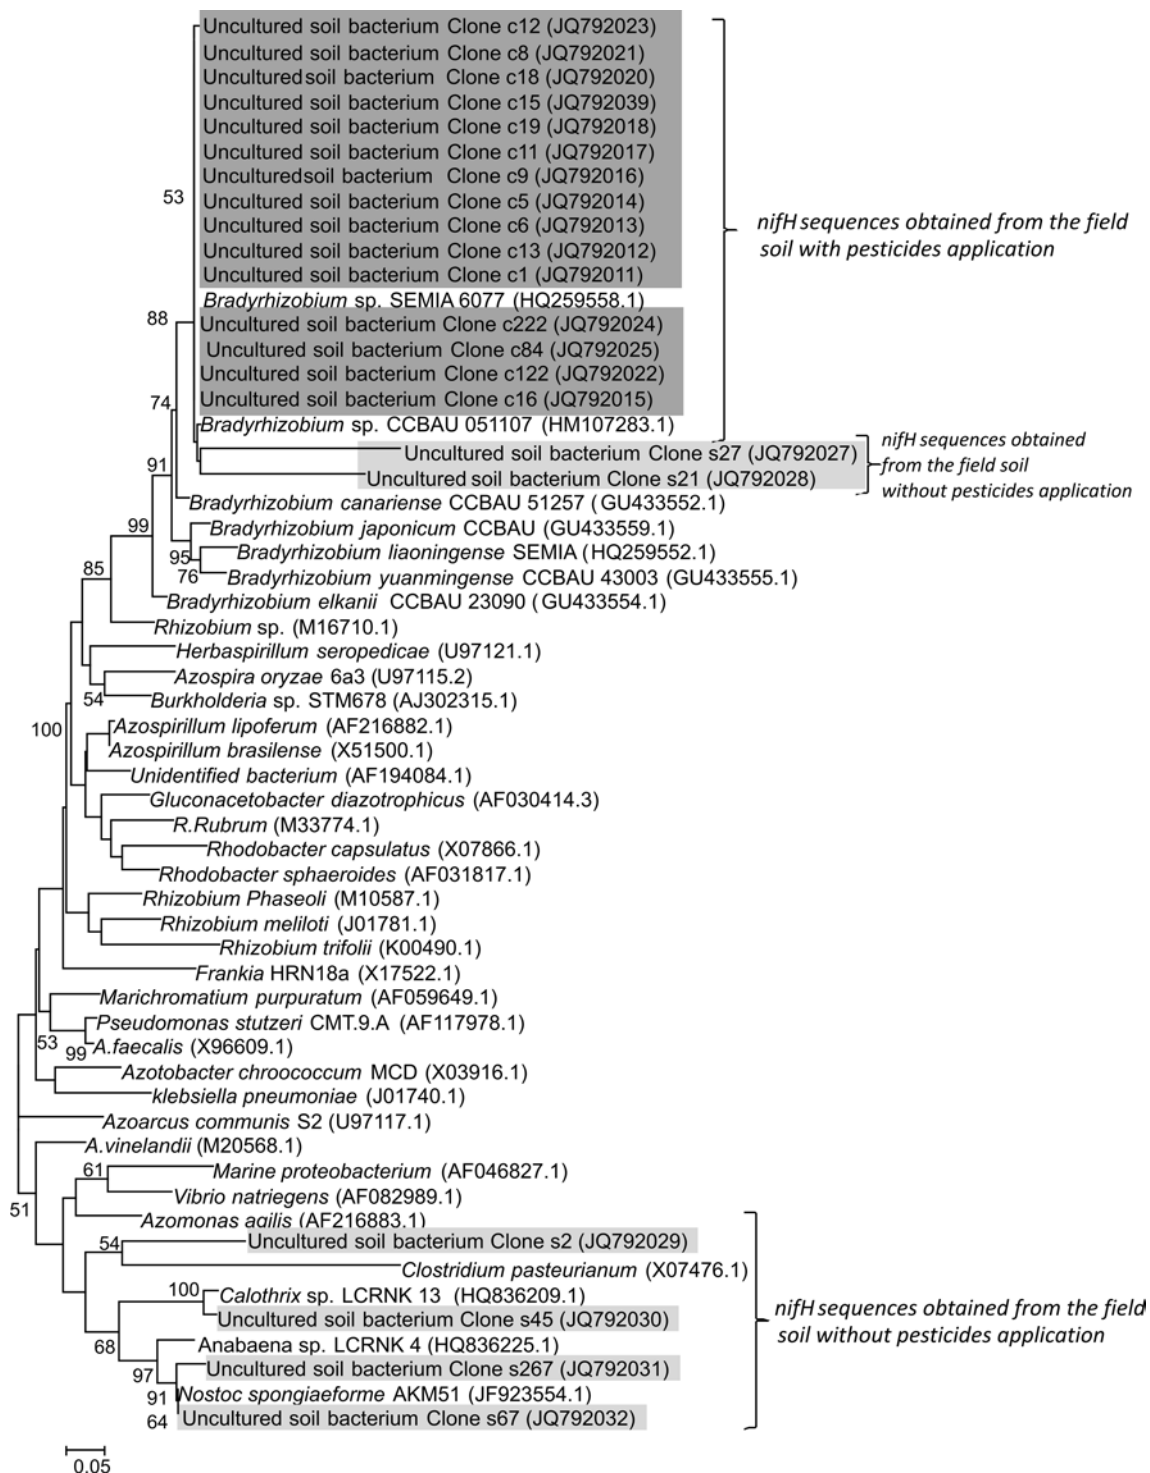 Uncultured soil bacterium Clone c12 (JQ792023)
Uncultured soil bacterium Clone c8 (JQ792021)
Unculturedsoil bacterium Clone c18 (JQ792020)
Uncultured soil bacterium Clone c15 (JQ792039)
Uncultured soil bacterium Clone c19 (JQ792018)
Uncultured soil bacterium Clone c11 (JQ792017)
Unculturedsoil bacterium Clone c9 (JQ792016)
Uncultured soil bacterium Clone c5 (JQ792014)
53
Uncultured soil bacterium Clone c6 (JQ792013)
nifH sequences obtained from the field
soil with pesticides application
Uncultured soil bacterium Clone c13 (JQ792012)
Uncultured soil bacterium Clone c1 (JQ792011)
Bradyrhizobium sp. SEMIA 6077 (HQ259558.1)
88
Uncultured soil bacterium Clone c222 (JQ792024)
Uncultured soil bacterium Clone c84 (JQ792025)
Uncultured soil bacterium Clone c122 (JQ792022)
74
Uncultured soil bacterium Clone c16 (JQ792015)
Bradyrhizobium sp. CCBAU 051107 (HM107283.1)
Uncultured soil bacterium Clone s27 (JQ792027)
nifH sequences obtained
from the field soil
without pesticides application
91
Uncultured soil bacterium Clone s21 (JQ792028)
Bradyrhizobium canariense CCBAU 51257 (GU433552.1)
99
Bradyrhizobium japonicum CCBAU (GU433559.1)
95
Bradyrhizobium liaoningense SEMIA (HQ259552.1)
76
Bradyrhizobium yuanmingense CCBAU 43003 (GU433555.1)
85
Bradyrhizobium elkanii CCBAU 23090 (GU433554.1)
Rhizobium sp. (M16710.1)
Herbaspirillum seropedicae (U97121.1)
Azospira oryzae 6a3 (U97115.2)
54
Burkholderia sp. STM678 (AJ302315.1)
100
Azospirillum lipoferum (AF216882.1)
Azospirillum brasilense (X51500.1)
Unidentified bacterium (AF194084.1)
Gluconacetobacter diazotrophicus (AF030414.3)
R.Rubrum (M33774.1)
Rhodobacter capsulatus (X07866.1)
Rhodobacter sphaeroides (AF031817.1)
Rhizobium Phaseoli (M10587.1)
Rhizobium meliloti (J01781.1)
Rhizobium trifolii (K00490.1)
Frankia HRN18a (X17522.1)
Marichromatium purpuratum (AF059649.1)
Pseudomonas stutzeri CMT.9.A (AF117978.1)
53
99
A.faecalis (X96609.1)
Azotobacter chroococcum MCD (X03916.1)
klebsiella pneumoniae (J01740.1)
Azoarcus communis S2 (U97117.1)
A.vinelandii (M20568.1)
61
Marine proteobacterium (AF046827.1)
Vibrio natriegens (AF082989.1)
51
Azomonas agilis (AF216883.1)
54
Uncultured soil bacterium Clone s2 (JQ792029)
Clostridium pasteurianum (X07476.1)
100
Calothrix sp. LCRNK 13 (HQ836209.1)
Uncultured soil bacterium Clone s45 (JQ792030)
nifH sequences obtained from the field
soil without pesticides application
68
Anabaena sp. LCRNK 4 (HQ836225.1)
97
Uncultured soil bacterium Clone s267 (JQ792031)
91
Nostoc spongiaeforme AKM51 (JF923554.1)
64
Uncultured soil bacterium Clone s67 (JQ792032)
0.05